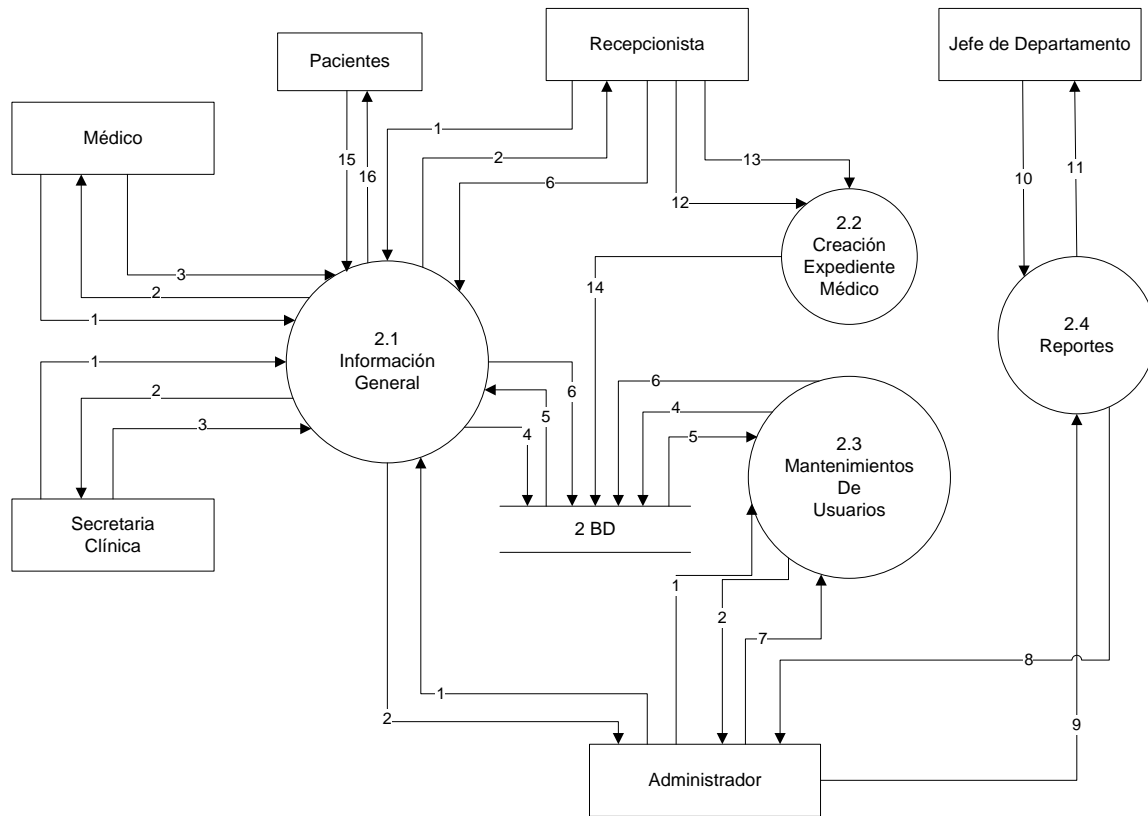 Recepcionista
Jefe de Departamento
Pacientes
Médico
1
2
13
15
16
6
12
10
11
2.2
Creación
Expediente
Médico
3
2
14
1
2.1
Información
General
2.4
Reportes
1
2
3
6
5
4
6
4
5
2.3
Mantenimientos
De
Usuarios
Secretaria
Clínica
2 BD
1
2
7
8
1
2
9
Administrador